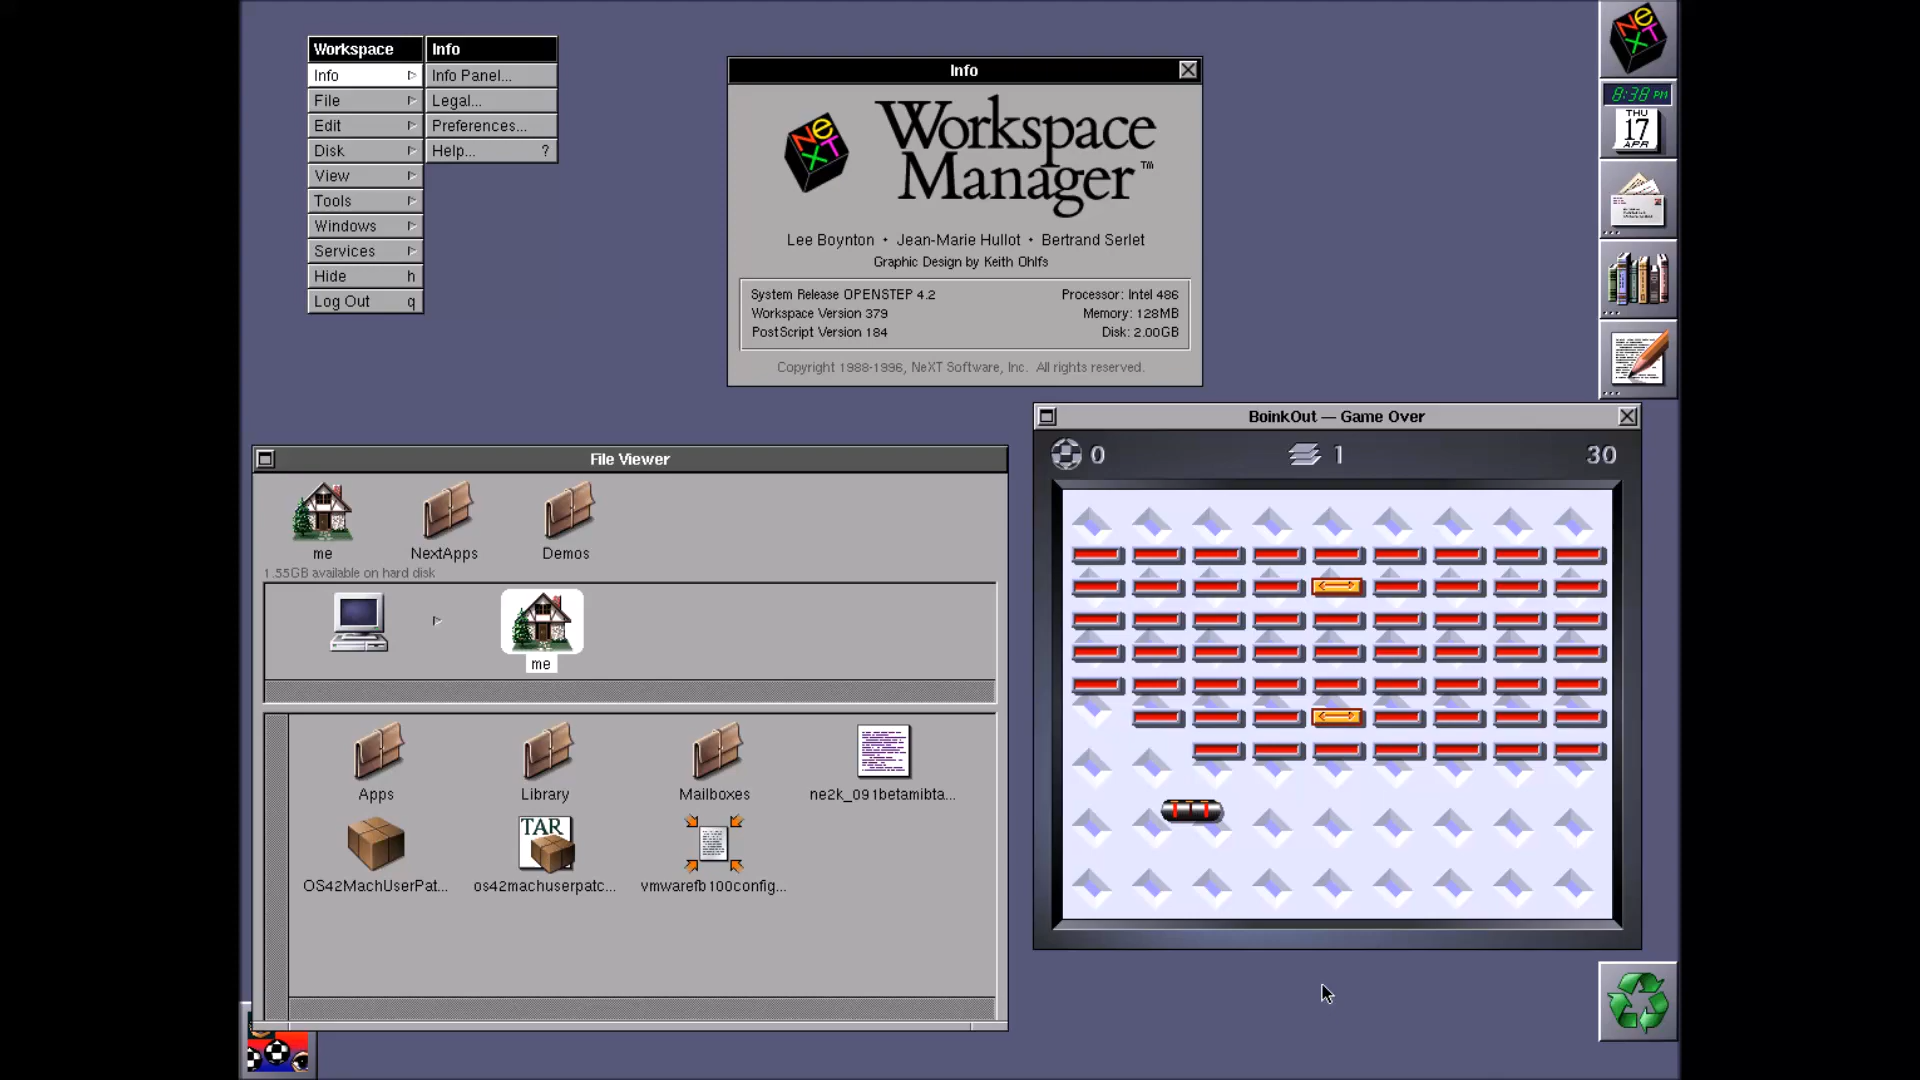 Workspace
Info
File
Edit
Disk
View
Tools
Windows
Services
Hide h
Log Out q
Info
Info Panel...
Legal...
Preferences...
Help... ?
Info
NeXT
Workspace
Manager™
Lee Boynton • Jean-Marie Hullot • Bertrand Serlet
Graphic Design by Keith Ohlfs
System Release OPENSTEP 4.2 Processor: Intel 486
Workspace Version 379 Memory: 128MB
PostScript Version 184 Disk: 2.00GB
Copyright 1988-1996, NeXT Software, Inc. All rights reserved.
NeXT
8:38 PM
THU
17
APR
File Viewer
me NextApps Demos
1.55GB available on hard disk
me
Apps Library Mailboxes ne2k_091betamibta...
TAR
OS42MachUserPat... os42machuserpatc... vmwarefb100config...
BoinkOut — Game Over
0 1 30